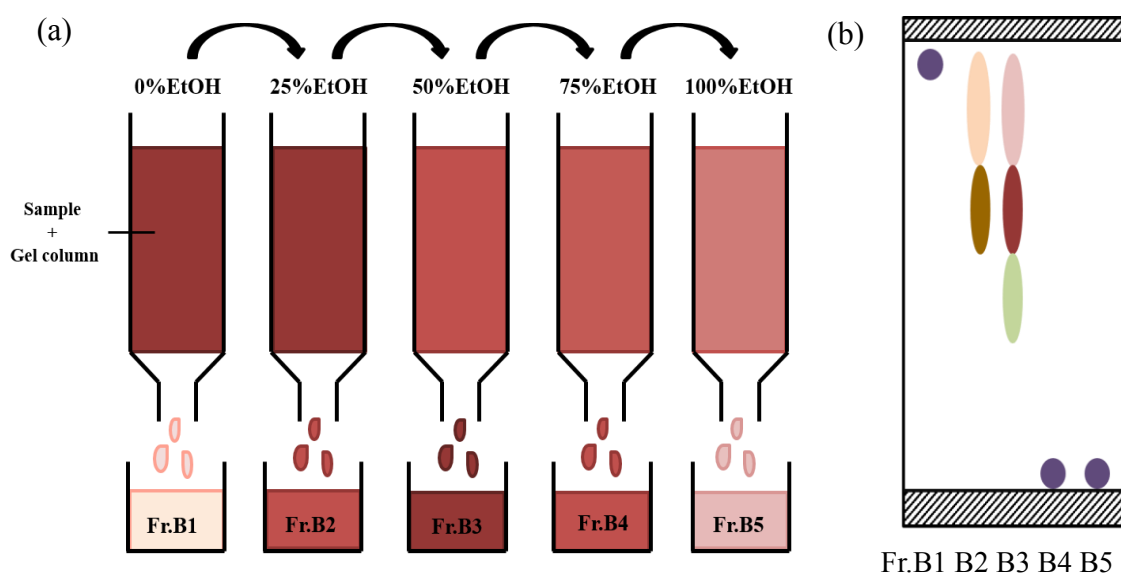 (a)
0%EtOH 25%EtOH 50%EtOH 75%EtOH 100%EtOH
Sample
+
Gel column
Fr.B1 Fr.B2 Fr.B3 Fr.B4 Fr.B5
(b)
Fr.B1 B2 B3 B4 B5